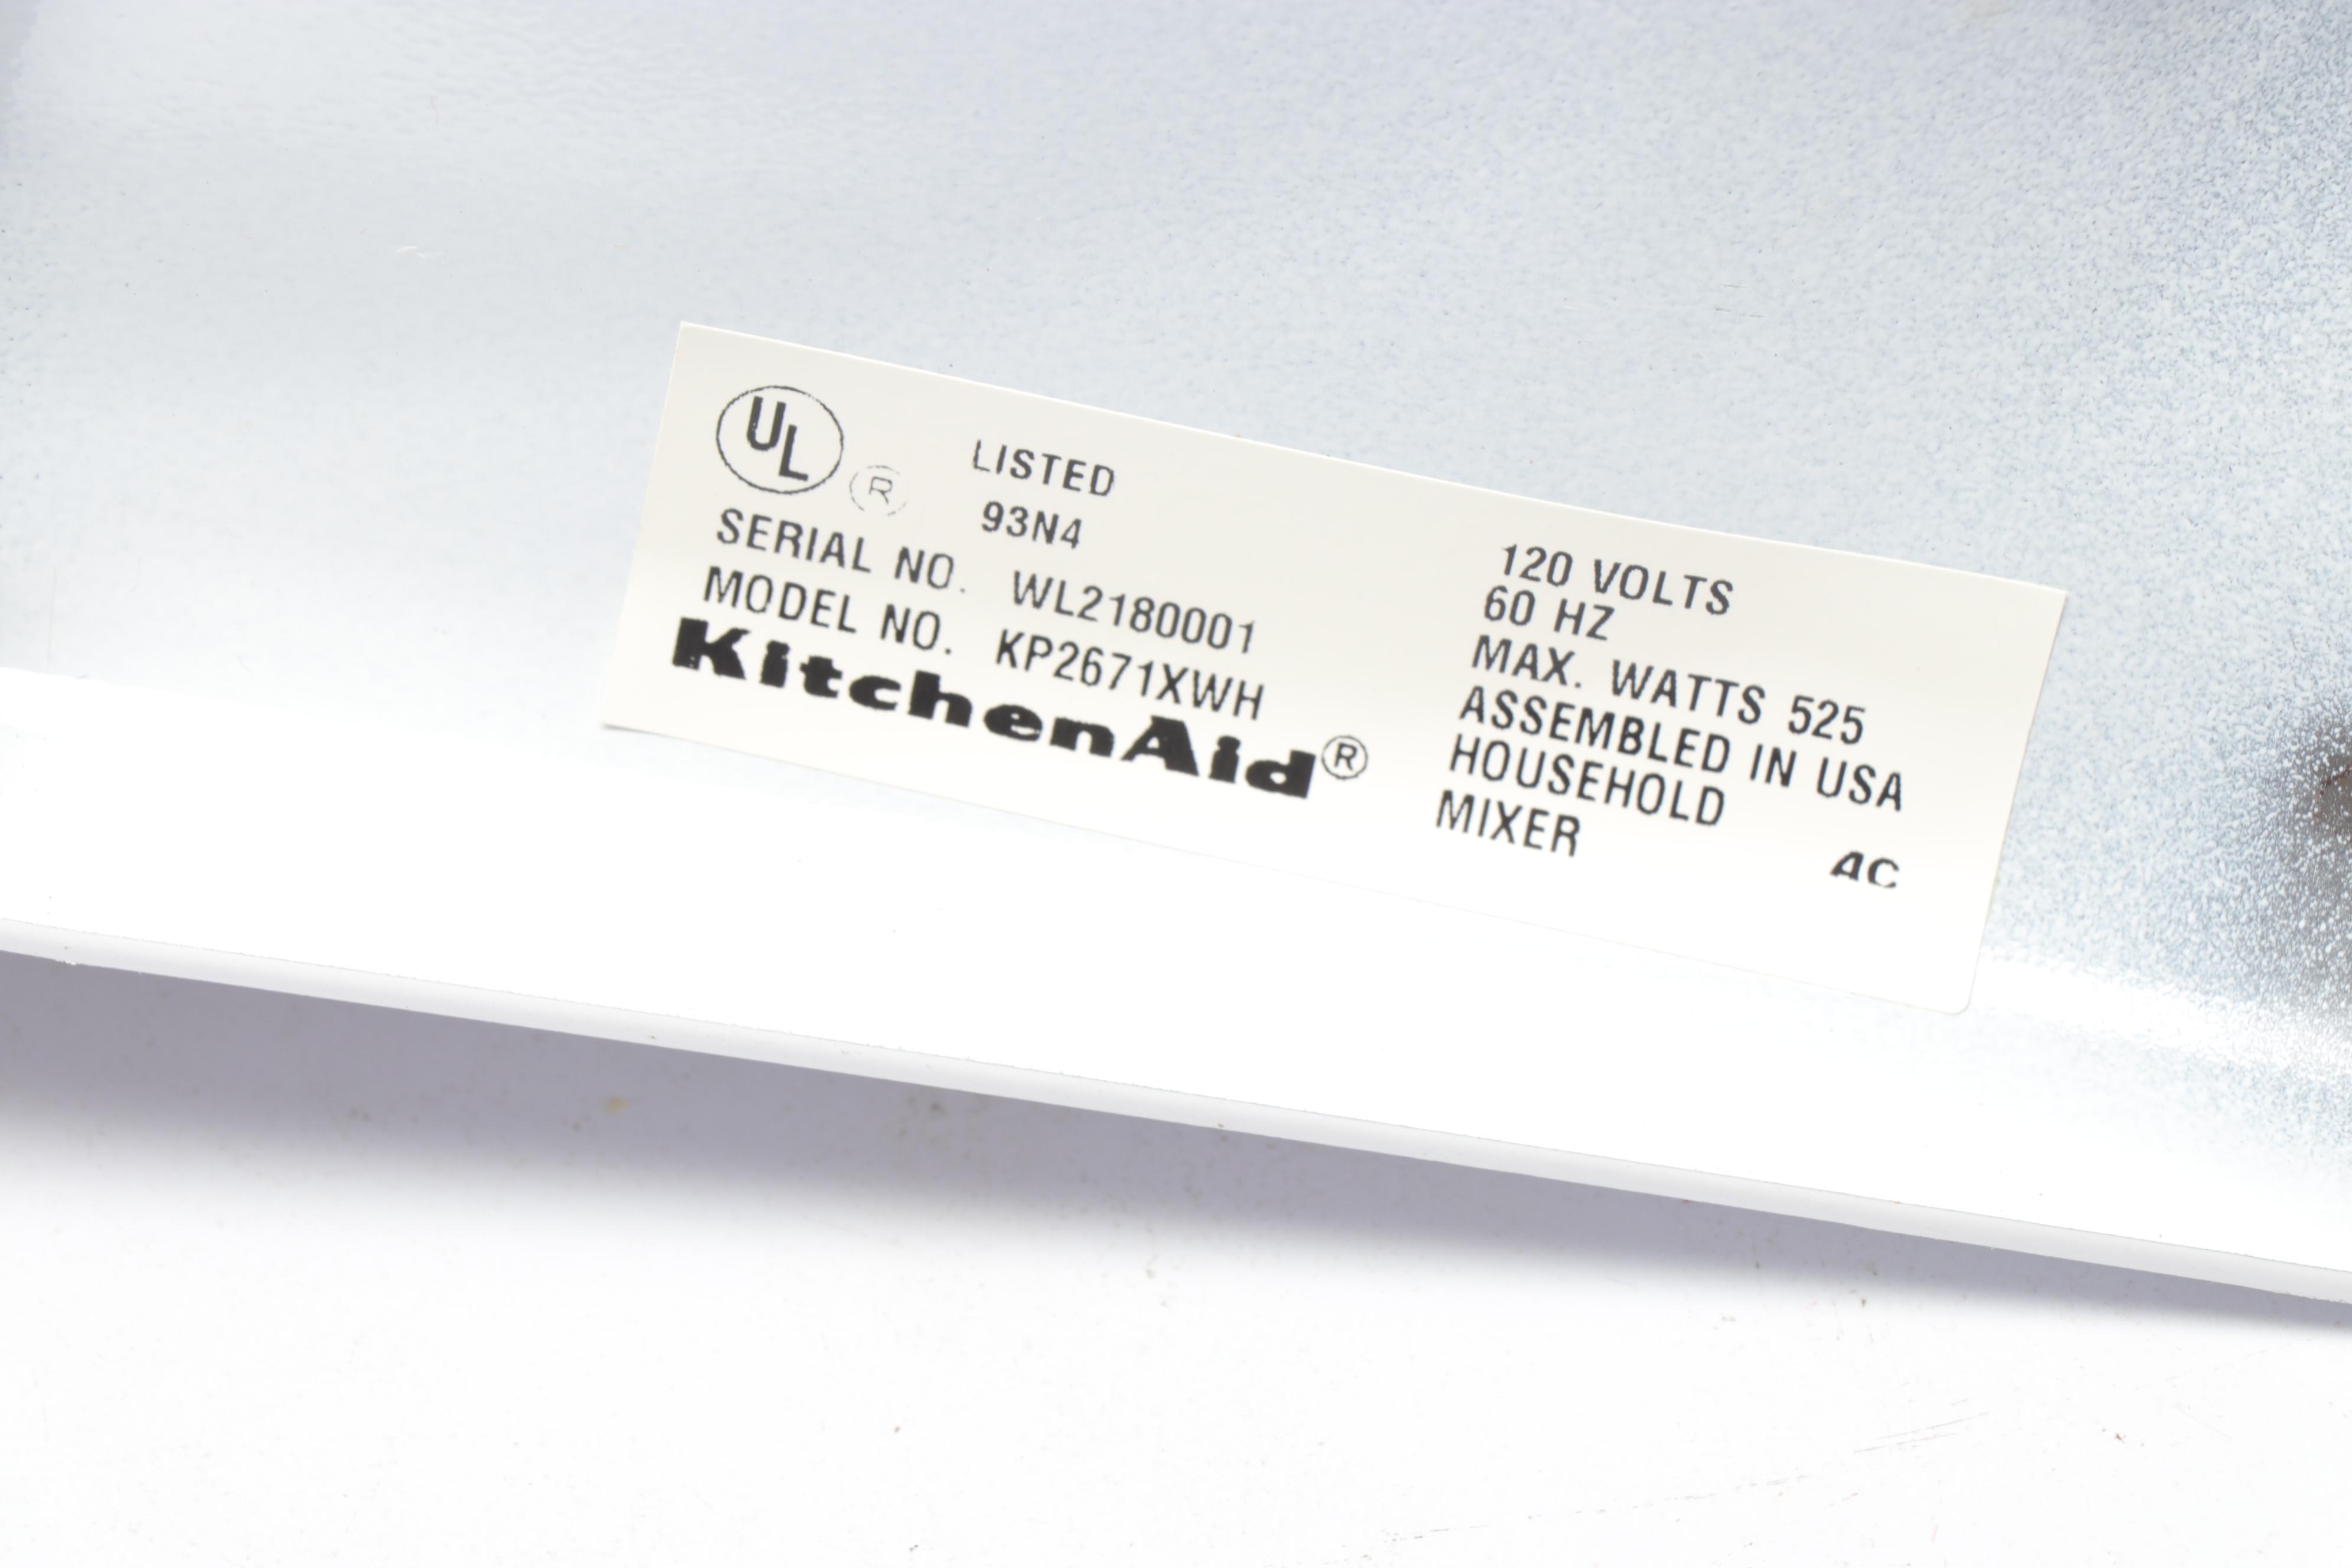 UL ® LISTED
93N4
SERIAL NO. WL2180001
MODEL NO. KP2671XWH
KitchenAid®
120 VOLTS
60 HZ
MAX. WATTS 525
ASSEMBLED IN USA
HOUSEHOLD
MIXER
4C